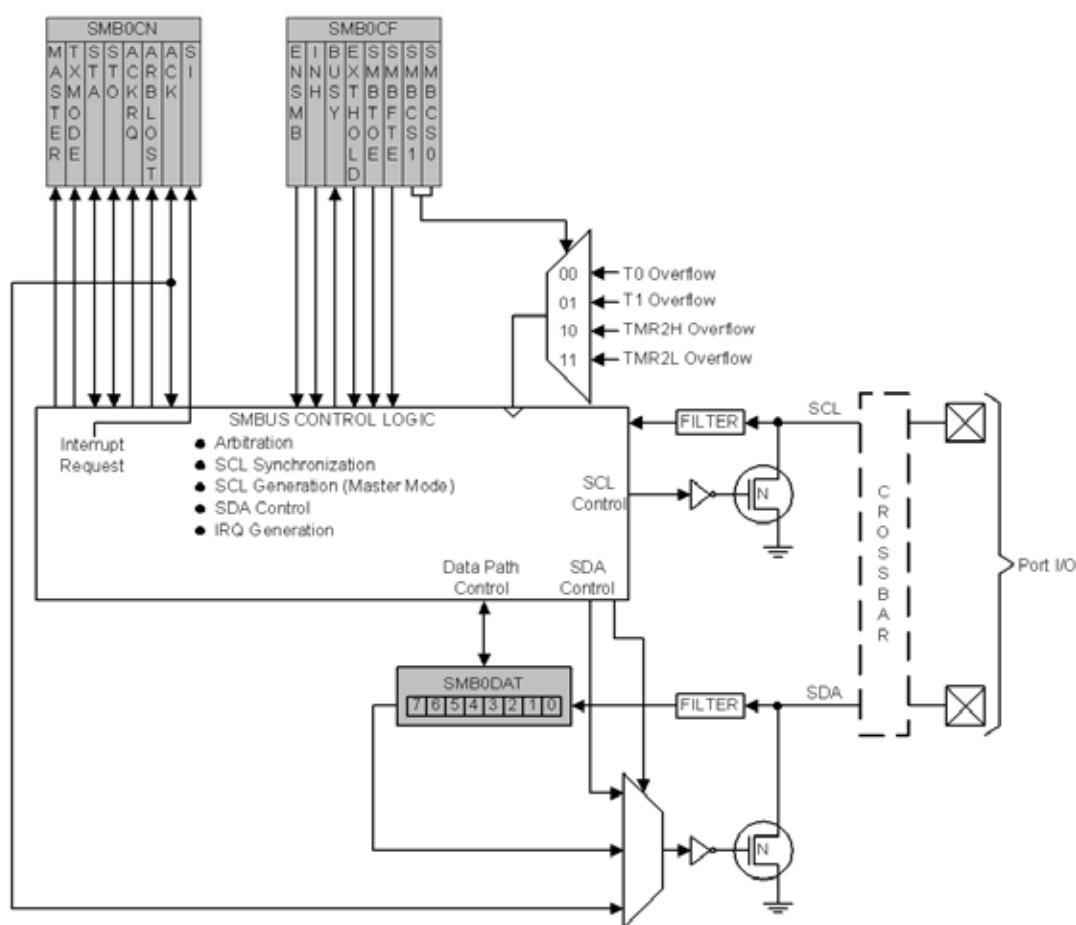 SMB0CN
MASTER
TXMODE
STA
STO
ACKRQ
ARBLOST
ACK
SI
SMB0CF
ENSMB
INH
BUSY
EXTHOLD
SMBTOE
SMBFTE
SMBCS1
SMBCS0
00
T0 Overflow
01
T1 Overflow
10
TMR2H Overflow
11
TMR2L Overflow
SMBUS CONTROL LOGIC
Interrupt
Request
● Arbitration
● SCL Synchronization
● SCL Generation (Master Mode)
● SDA Control
● IRQ Generation
SCL
Control
Data Path
Control
SDA
Control
FILTER
SCL
N
CROSSBAR
Port I/O
SMB0DAT
7 6 5 4 3 2 1 0
FILTER
SDA
N